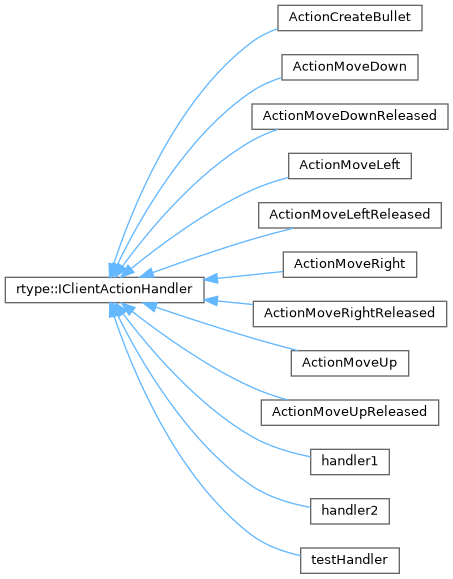 ActionCreateBullet
ActionMoveDown
ActionMoveDownReleased
ActionMoveLeft
ActionMoveLeftReleased
rtype::IClientActionHandler
ActionMoveRight
ActionMoveRightReleased
ActionMoveUp
ActionMoveUpReleased
handler1
handler2
testHandler